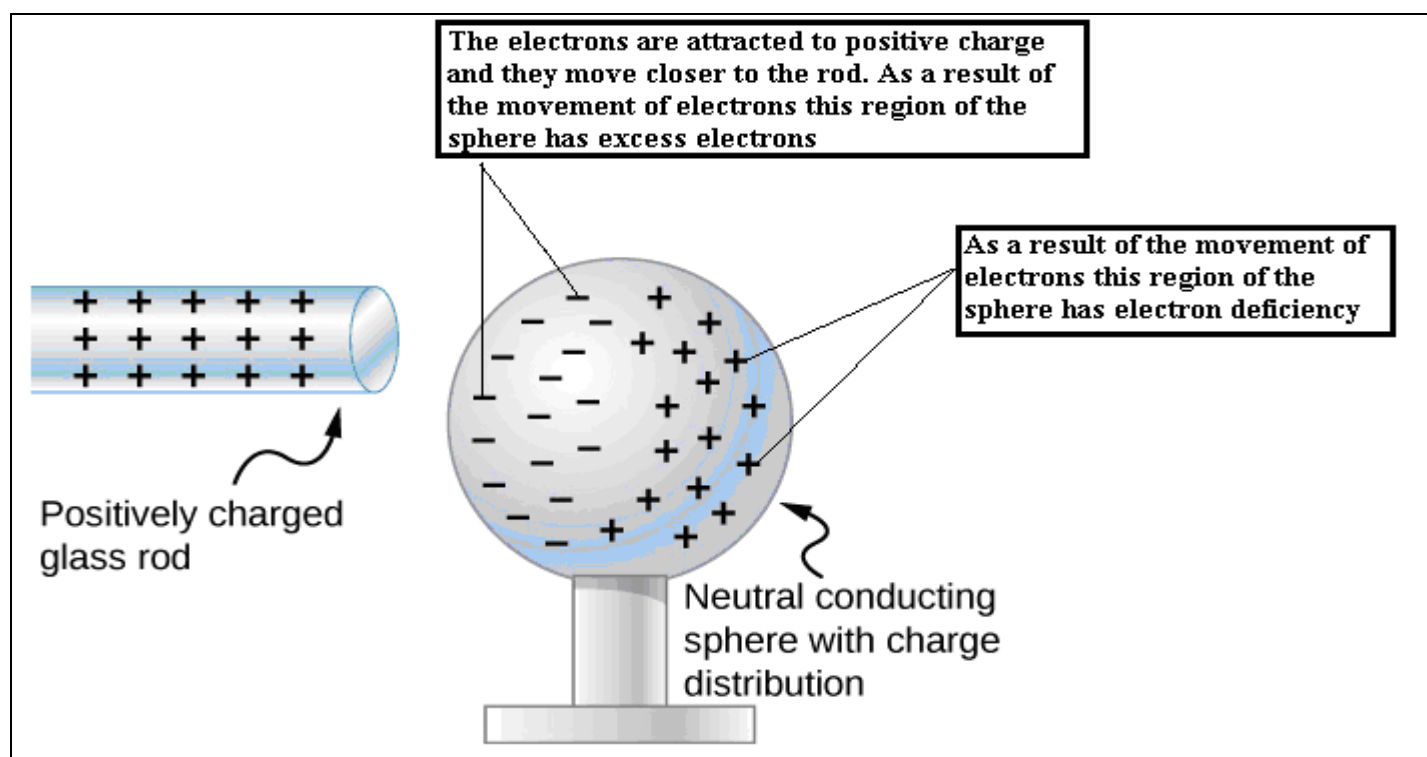 The electrons are attracted to positive charge
and they move closer to the rod. As a result of
the movement of electrons this region of the
sphere has excess electrons
As a result of the movement of
electrons this region of the
sphere has electron deficiency
Positively charged
glass rod
Neutral conducting
sphere with charge
distribution